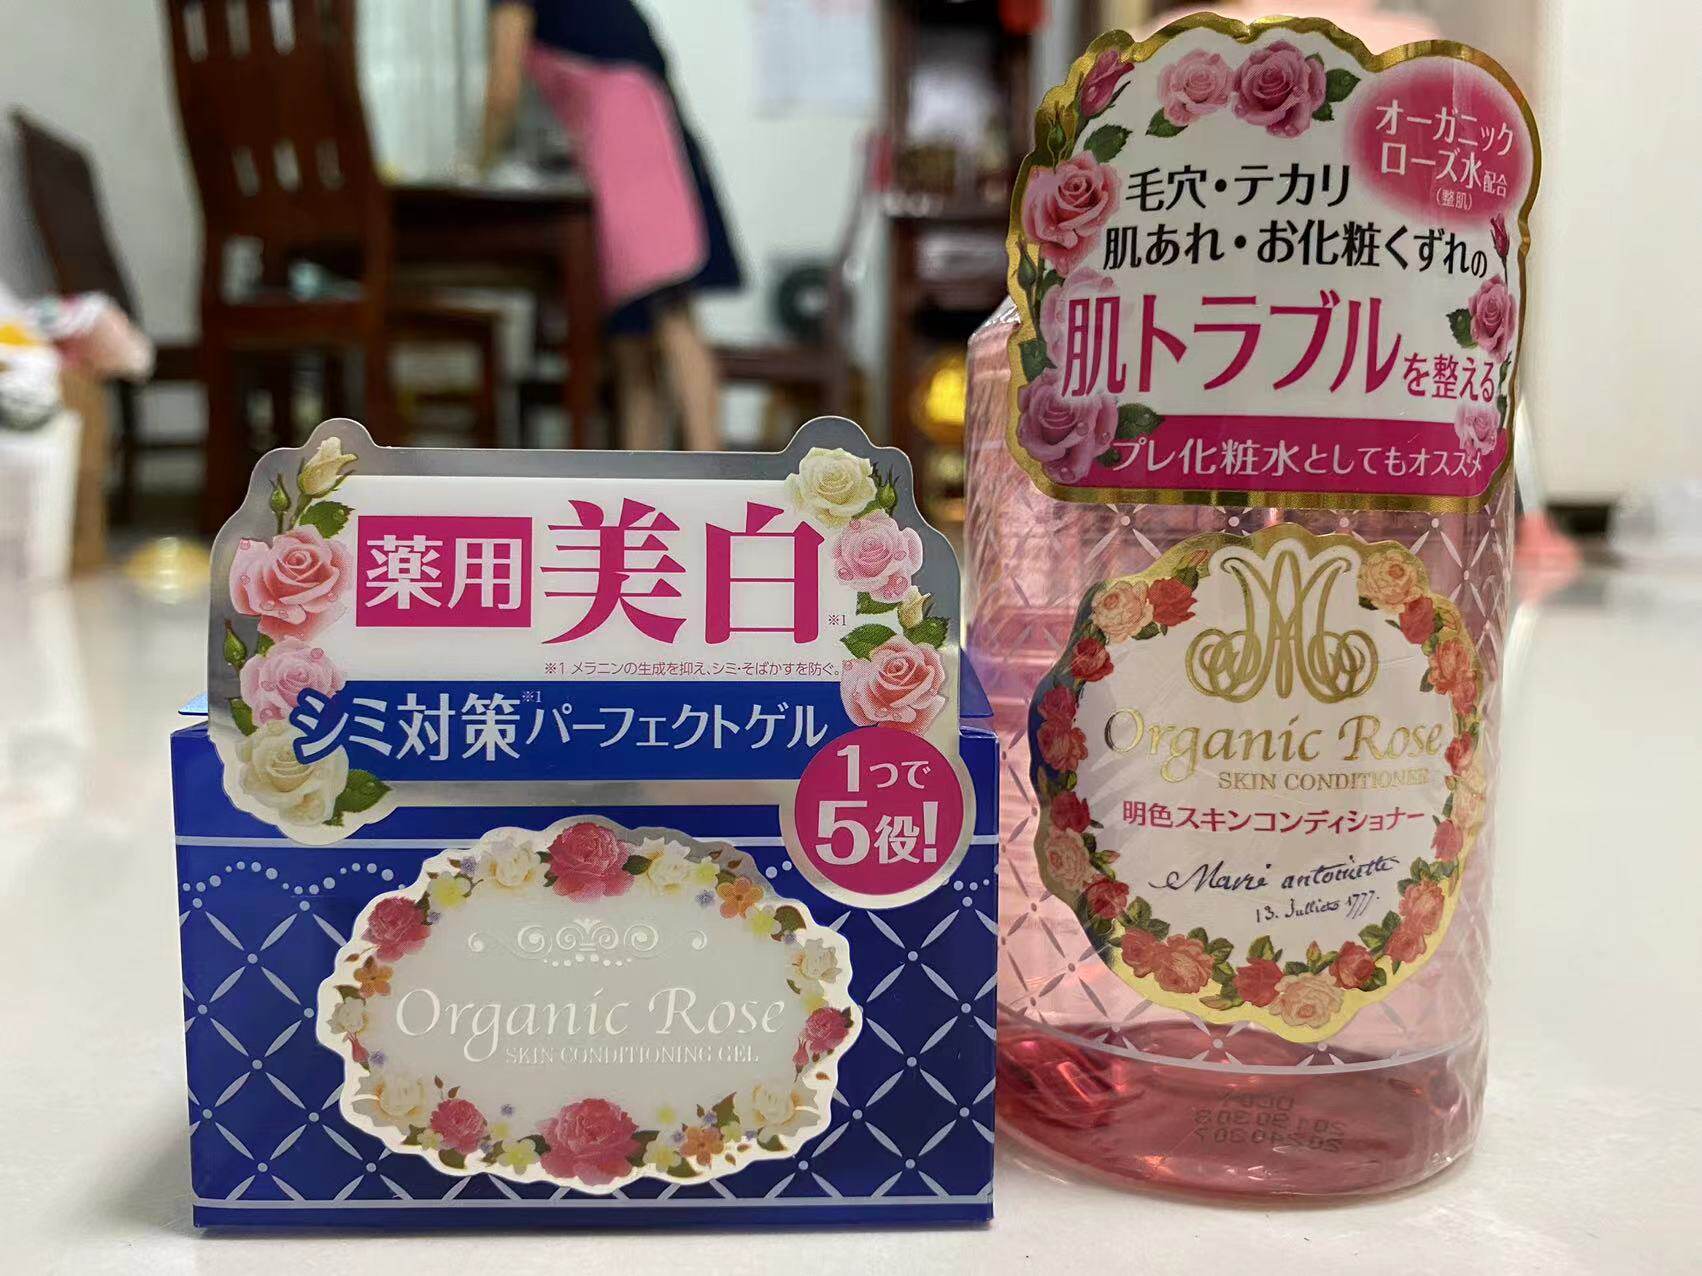 薬用美白※1
※1 メラニンの生成を抑え、シミ・そばかすを防ぐ。
シミ対策※1パーフェクトゲル
1つで
5役!
Organic Rose
SKIN CONDITIONING GEL
オーガニック
ローズ水配合
(整肌)
毛穴・テカリ
肌あれ・お化粧くずれの
肌トラブルを整える
プレ化粧水としてもオススメ
Organic Rose
SKIN CONDITIONER
明色スキンコンディショナー
Marie antoinette
13. Julliets 1777.